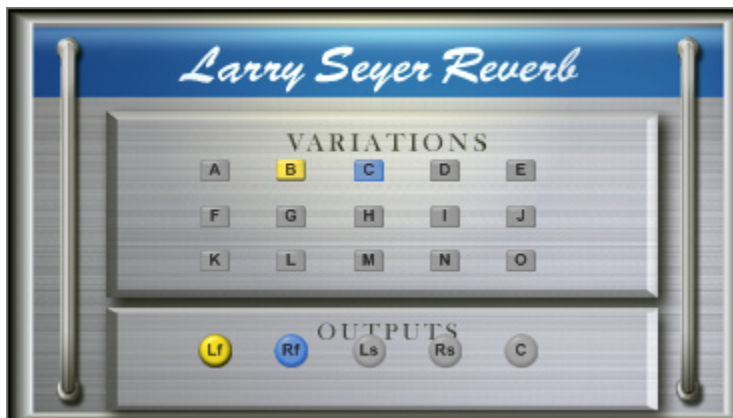 Larry Seyer Reverb
VARIATIONS
A B C D E
F G H I J
K L M N O
OUTPUTS
Lf Rf Ls Rs C